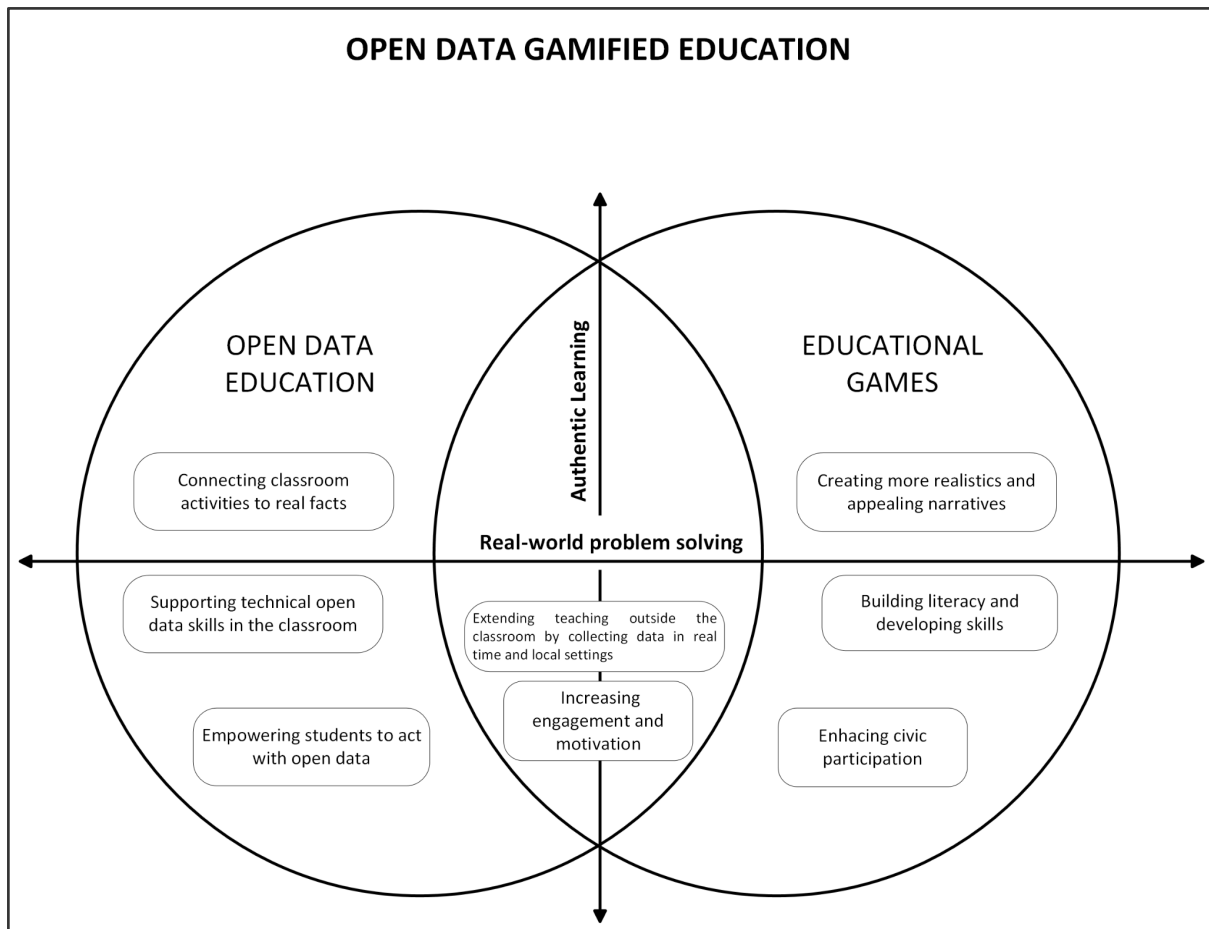 OPEN DATA GAMIFIED EDUCATION
OPEN DATA
EDUCATION
Connecting classroom
activities to real facts
Supporting technical open
data skills in the classroom
Empowering students to act
with open data
Authentic Learning
Real-world problem solving
Extending teaching outside the
classroom by collecting data in real
time and local settings
Increasing
engagement and
motivation
EDUCATIONAL
GAMES
Creating more realistics and
appealing narratives
Building literacy and
developing skills
Enhacing civic
participation